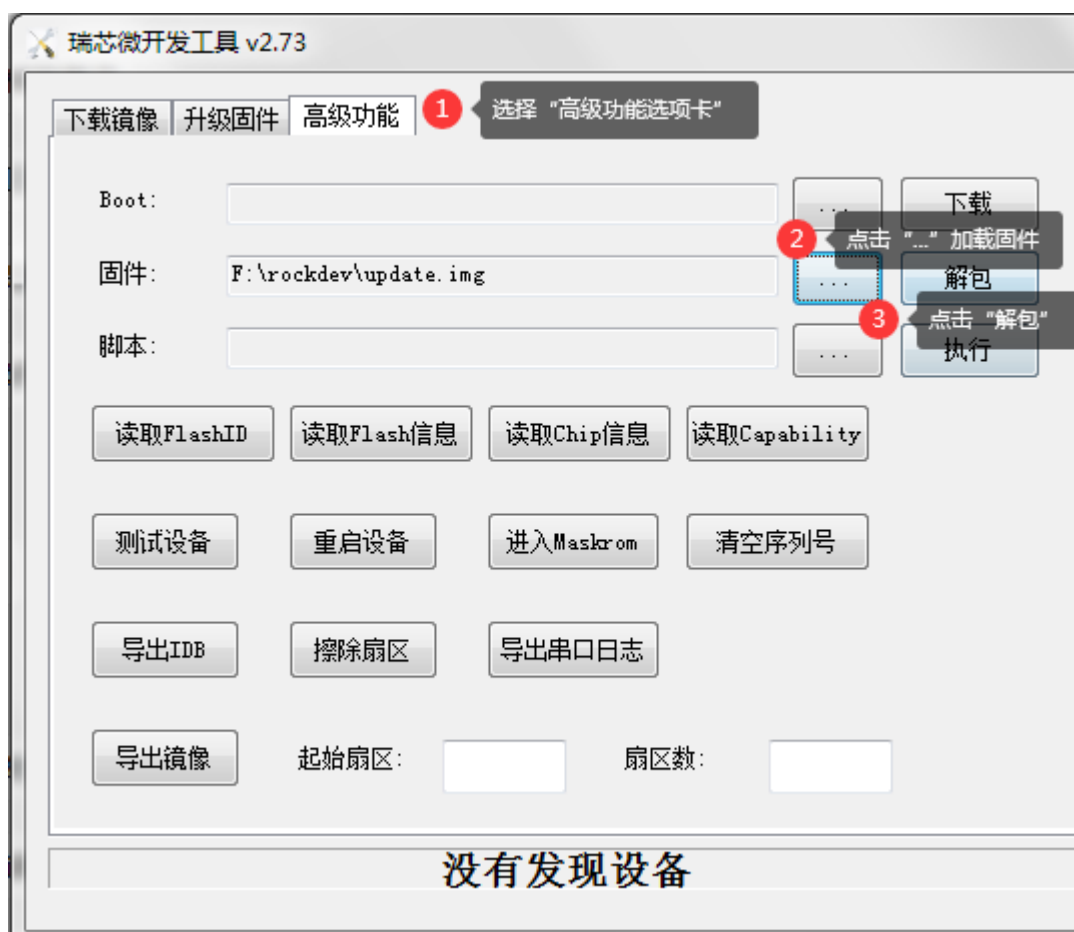 瑞芯微开发工具 v2.73
下载镜像 升级固件 高级功能 1 选择 "高级功能选项卡"
Boot: ... 下载
2 点击 "..." 加载固件
固件: F:\rockdev\update.img ... 解包
3 点击 "解包"
脚本: ... 执行
读取FlashID 读取Flash信息 读取Chip信息 读取Capability
测试设备 重启设备 进入Maskrom 清空序列号
导出IDB 擦除扇区 导出串口日志
导出镜像 起始扇区: 扇区数:
没有发现设备